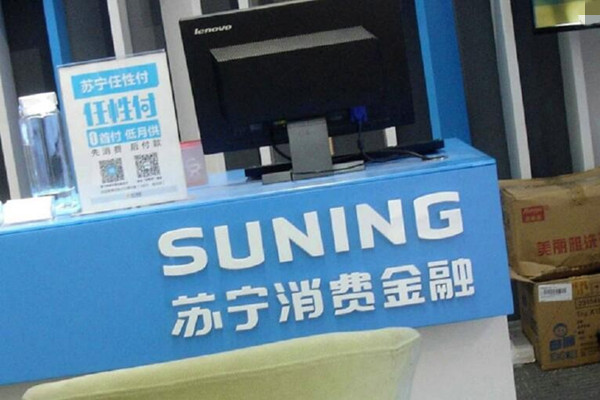 lenovo
苏宁任性付
任性付
0首付 低月供
先消费 后付款
SUNING
苏宁消费金融
美丽雅洗